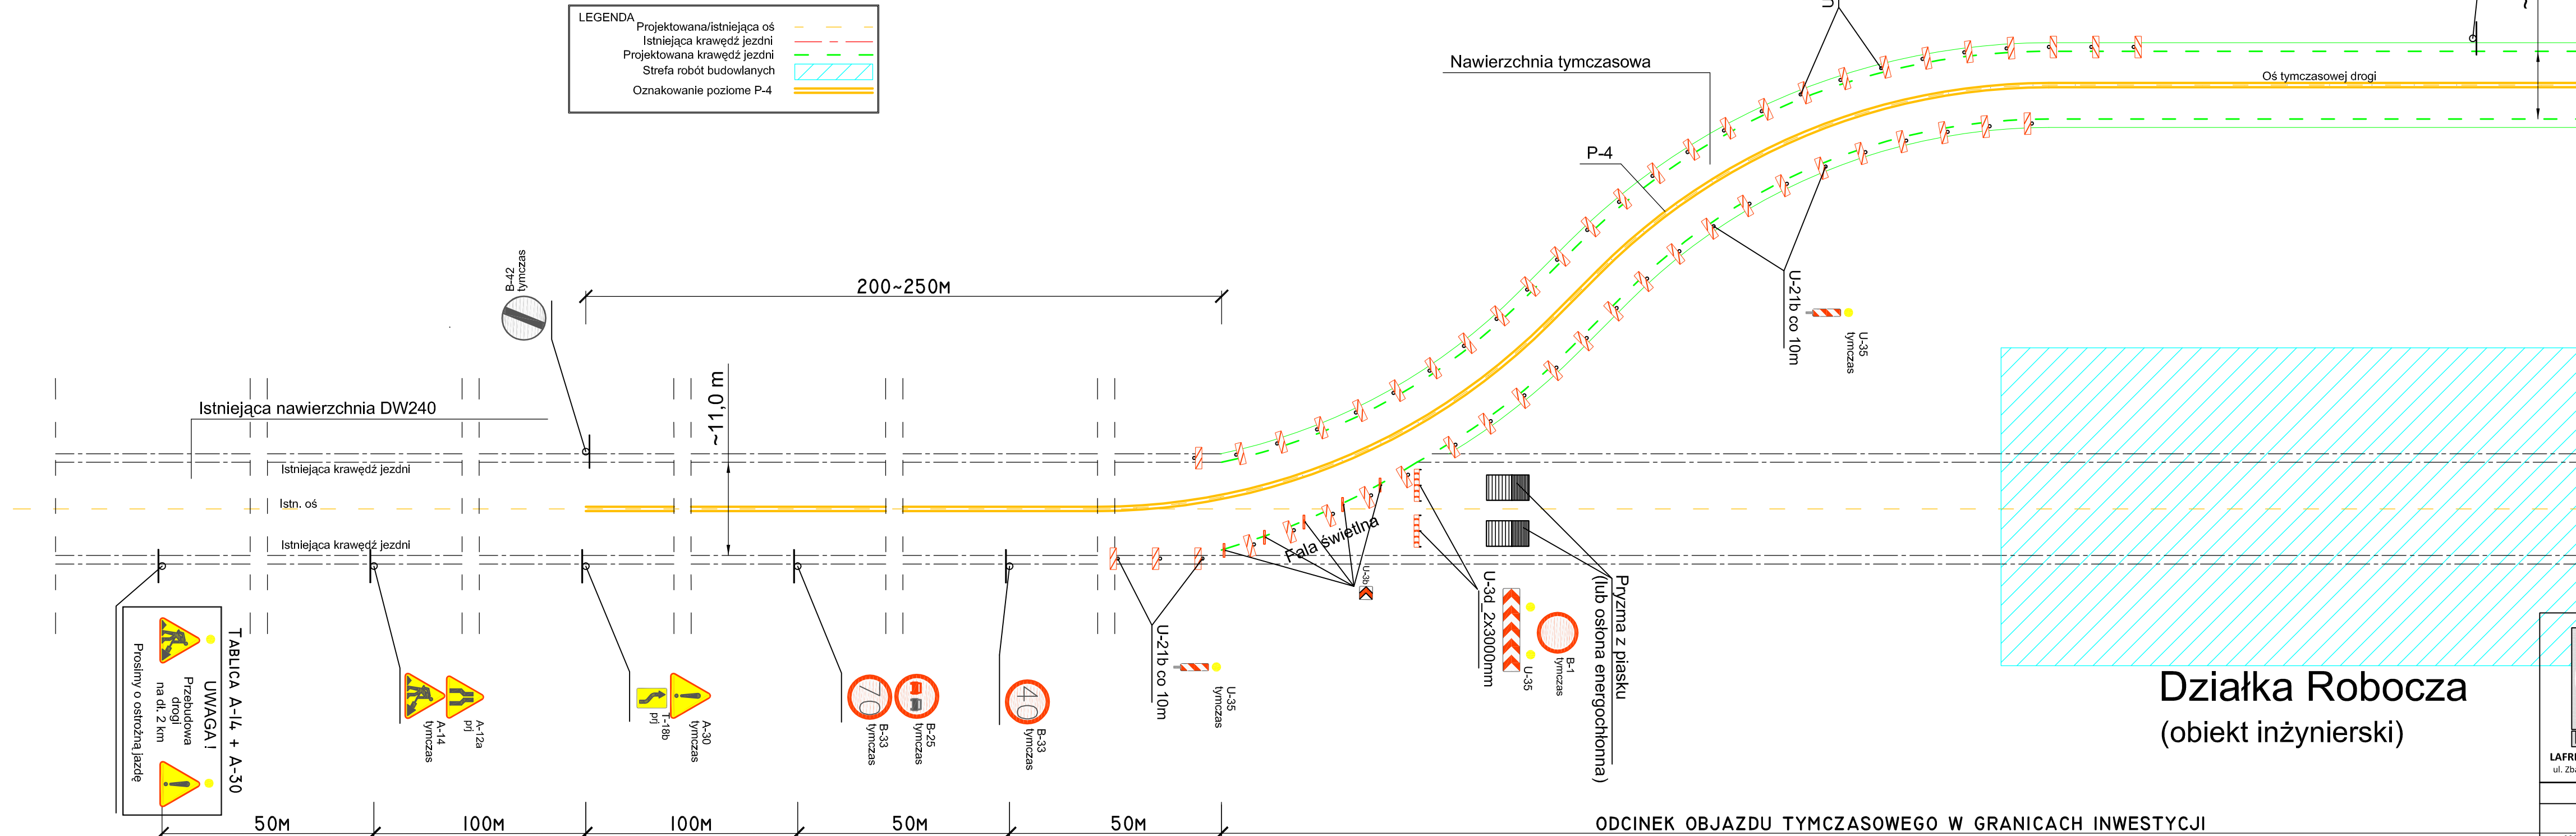 LEGENDA
Projektowana/istniejąca oś
Istniejąca krawędź jezdni
Projektowana krawędź jezdni
Strefa robót budowlanych
Oznakowanie poziome P-4
Nawierzchnia tymczasowa
Oś tymczasowej drogi
P-4
B-42
tymczas
200~250M
U-21b co 10m
U-35
tymczas
~11,0 m
Istniejąca nawierzchnia DW240
Istniejąca krawędź jezdni
Istn. oś
Istniejąca krawędź jezdni
Fala świetlna
U-3b
U-3d_2x3000mm
U-35
B-1
tymczas
Pryzma z piasku
(lub osłona energochłonna)
TABLICA A-14 + A-30
UWAGA !
Przebudowa
drogi
na dł. 2 km
Prosimy o ostrożną jazdę
A-12a
prj
A-14
tymczas
A-30
tymczas
T-18b
prj
70
B-25
tymczas
B-33
tymczas
40
B-33
tymczas
U-21b co 10m
U-35
tymczas
Działka Robocza
(obiekt inżynierski)
50M
100M
100M
50M
50M
ODCINEK OBJAZDU TYMCZASOWEGO W GRANICACH INWESTYCJI